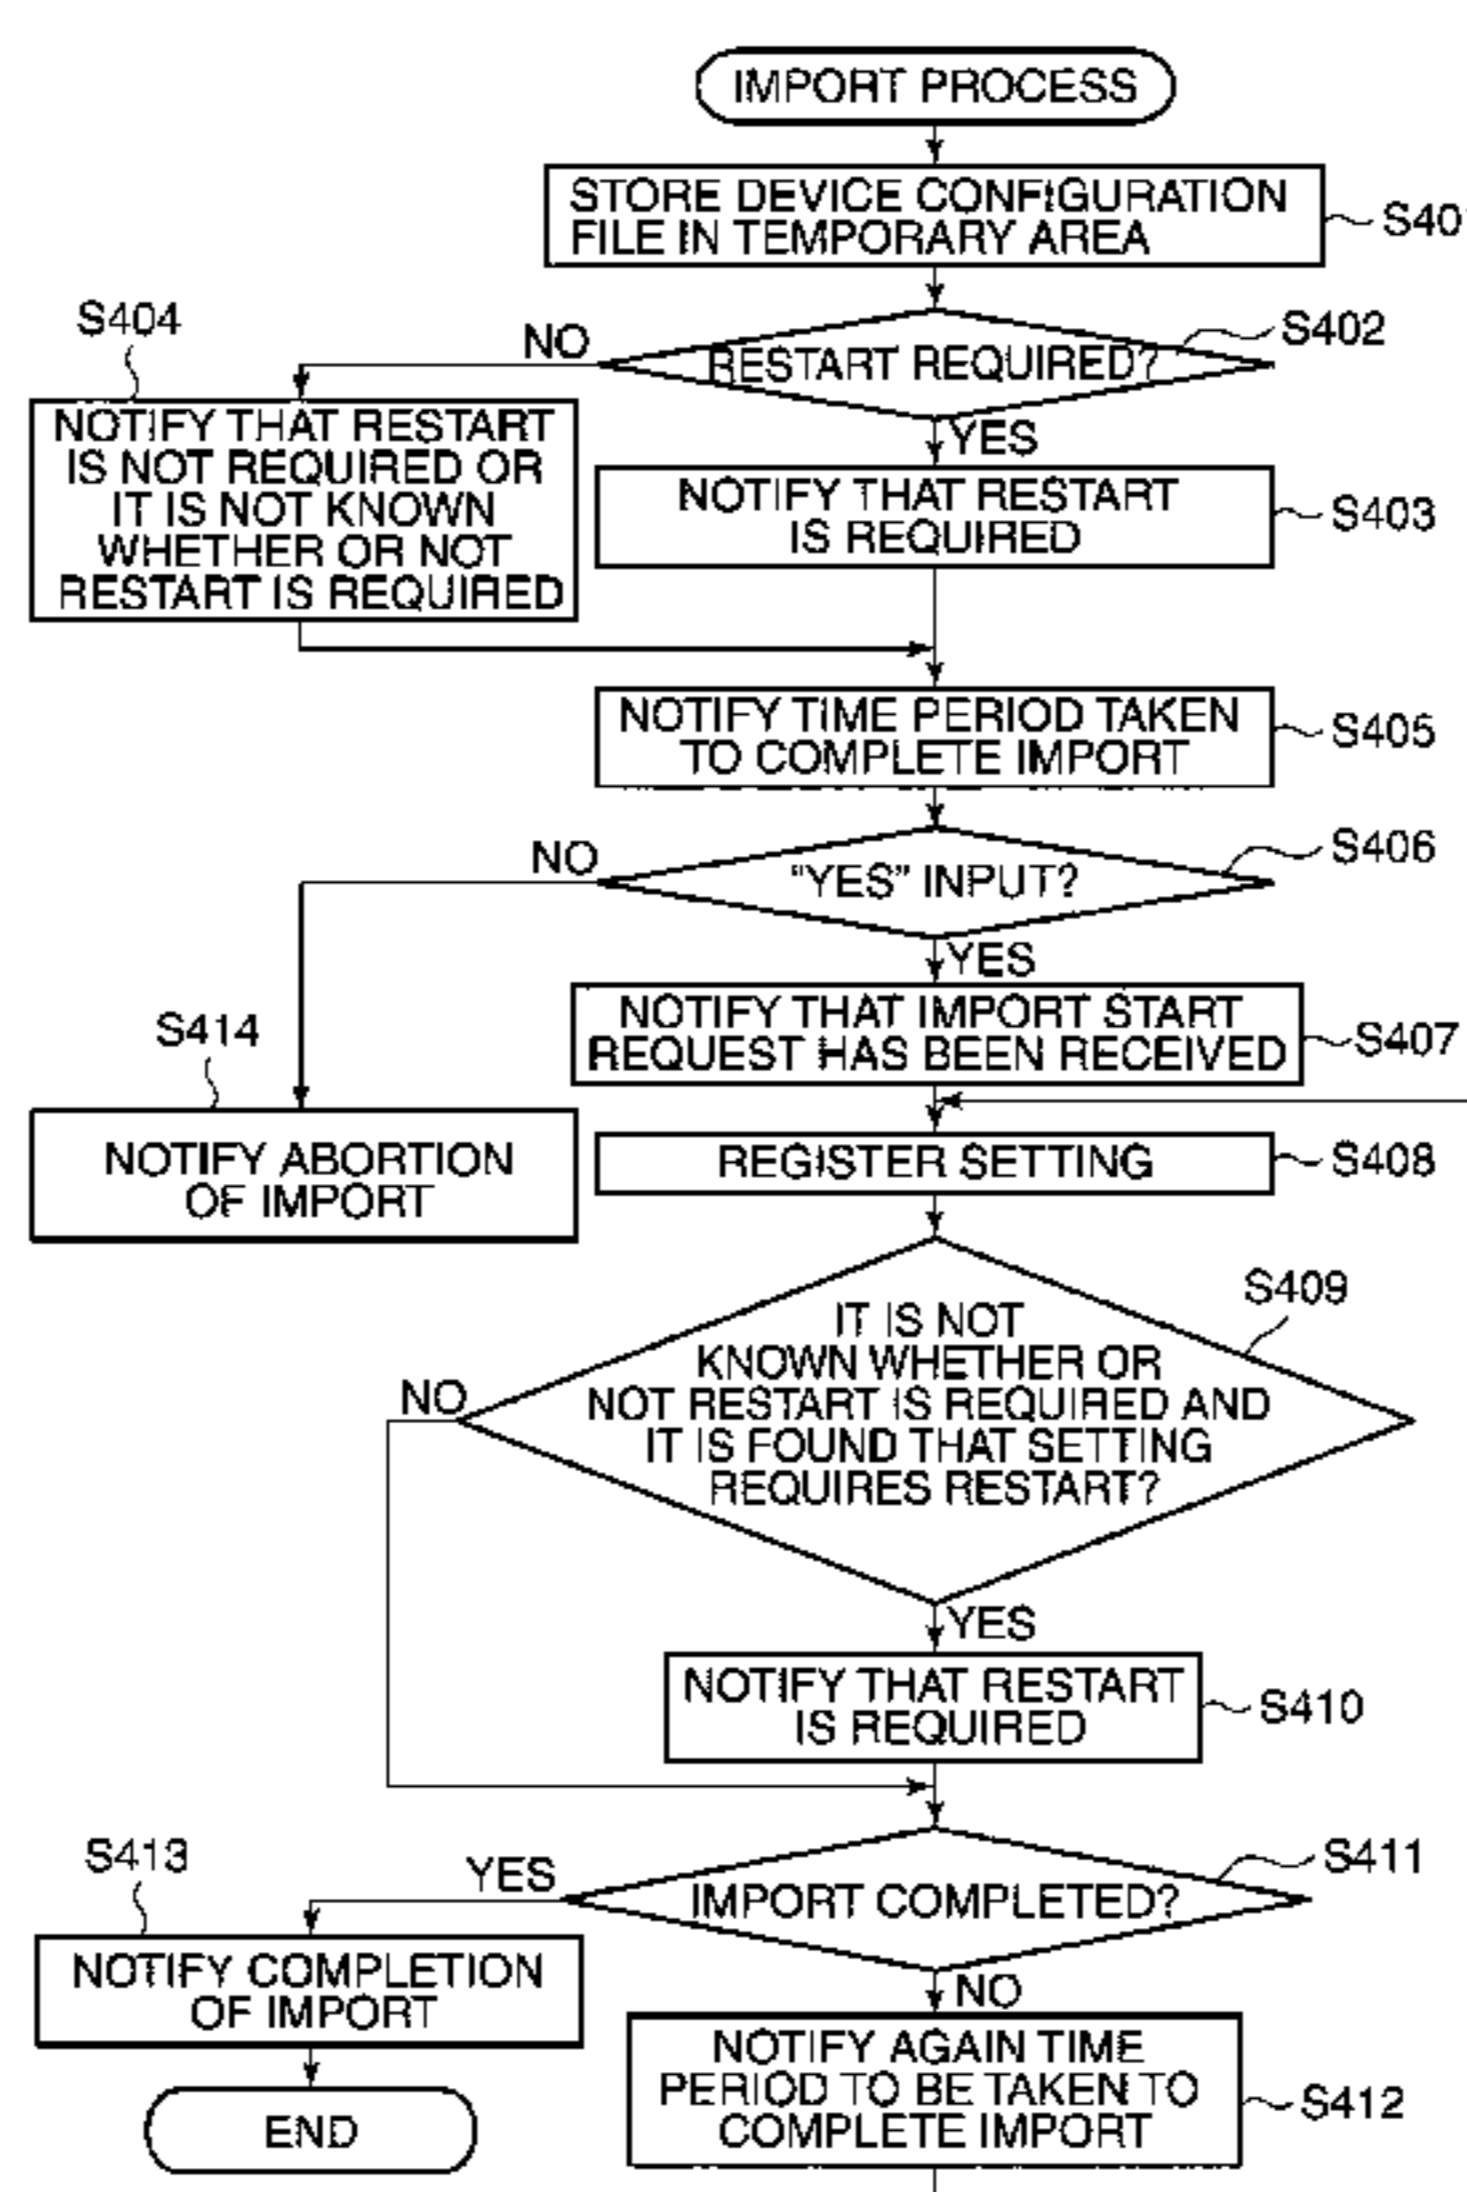 IMPORT PROCESS
STORE DEVICE CONFIGURATION
FILE IN TEMPORARY AREA
S401
S404
NO
S402
RESTART REQUIRED?
YES
NOTIFY THAT RESTART
IS NOT REQUIRED OR
IT IS NOT KNOWN
WHETHER OR NOT
RESTART IS REQUIRED
NOTIFY THAT RESTART
IS REQUIRED
S403
NOTIFY TIME PERIOD TAKEN
TO COMPLETE IMPORT
S405
NO
S406
"YES" INPUT?
YES
NOTIFY THAT IMPORT START
REQUEST HAS BEEN RECEIVED
S407
S414
NOTIFY ABORTION
OF IMPORT
REGISTER SETTING
S408
S409
IT IS NOT
KNOWN WHETHER OR
NOT RESTART IS REQUIRED AND
IT IS FOUND THAT SETTING
REQUIRES RESTART?
NO
YES
NOTIFY THAT RESTART
IS REQUIRED
S410
S413
YES
S411
IMPORT COMPLETED?
NO
NOTIFY COMPLETION
OF IMPORT
NOTIFY AGAIN TIME
PERIOD TO BE TAKEN TO
COMPLETE IMPORT
S412
END